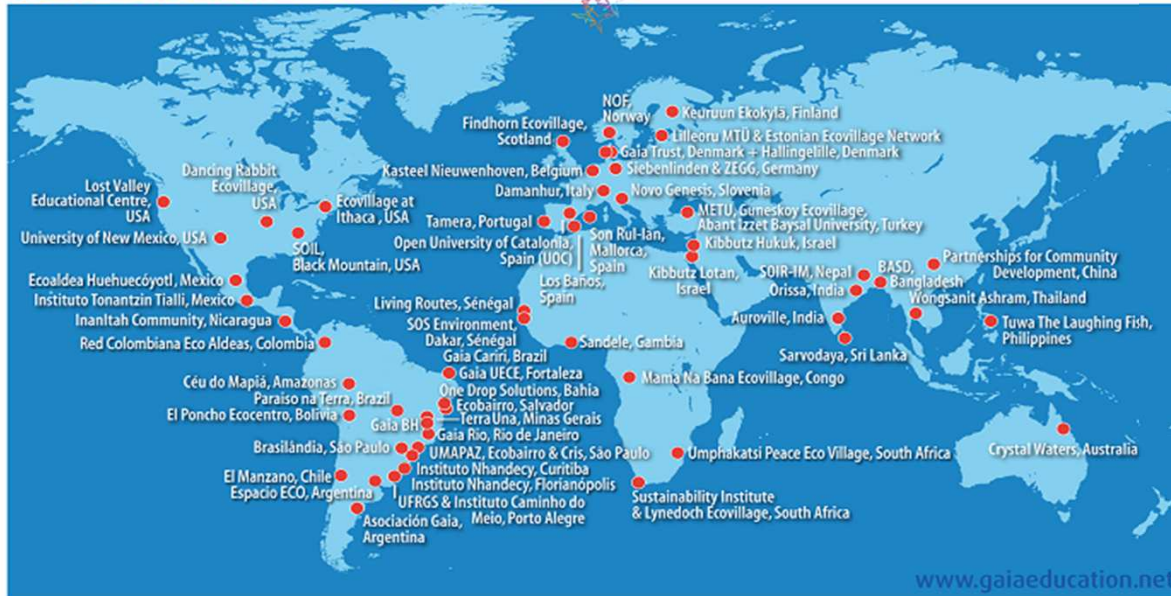 NOF,
Norway
Keuruun Ekokylä, Finland
Findhorn Ecovillage,
Scotland
Lilleoru MTÜ & Estonian Ecovillage Network
Gaia Trust, Denmark + Hallingelille, Denmark
Kasteel Nieuwenhoven, Belgium
Siebenlinden & ZEGG, Germany
Damanhur, Italy
Novo Genesis, Slovenia
Lost Valley
Educational Centre,
USA
Dancing Rabbit
Ecovillage,
USA
Ecovillage at
Ithaca , USA
Tamera, Portugal
METU, Guneskoy Ecovillage,
Abant Izzet Baysal University, Turkey
University of New Mexico, USA
SOIL,
Black Mountain, USA
Open University of Catalonia,
Spain (UOC)
Son Rul-lan,
Mallorca,
Spain
Los Baños,
Spain
Kibbutz Hukuk, Israel
Kibbutz Lotan,
Israel
Partnerships for Community
Development, China
SOIR-IM, Nepal
BASD,
Bangladesh
Orissa, India
Wongsanit Ashram, Thailand
Ecoaldea Huehuecóyotl, Mexico
Instituto Tonantzin Tialli, Mexico
InanItah Community, Nicaragua
Red Colombiana Eco Aldeas, Colombia
Living Routes, Sénégal
SOS Environment,
Dakar, Sénégal
Sandele, Gambia
Auroville, India
Sarvodaya, Sri Lanka
Tuwa The Laughing Fish,
Philippines
Gaia Cariri, Brazil
Gaia UECE, Fortaleza
Mama Na Bana Ecovillage, Congo
Céu do Mapiá, Amazonas
Paraiso na Terra, Brazil
One Drop Solutions, Bahia
Ecobairro, Salvador
El Poncho Ecocentro, Bolivia
Gaia BH
TerraUna, Minas Gerais
Gaia Rio, Rio de Janeiro
Brasilándia, São Paulo
UMAPAZ, Ecobairro & Cris, São Paulo
Umphakatsi Peace Eco Village, South Africa
Crystal Waters, Australia
El Manzano, Chile
Instituto Nhandecy, Curitiba
Espacio ECO, Argentina
Instituto Nhandecy, Florianópolis
UFRGS & Instituto Caminho do
Meio, Porto Alegre
Sustainability Institute
& Lynedoch Ecovillage, South Africa
Asociación Gaia,
Argentina
www.gaiaeducation.net